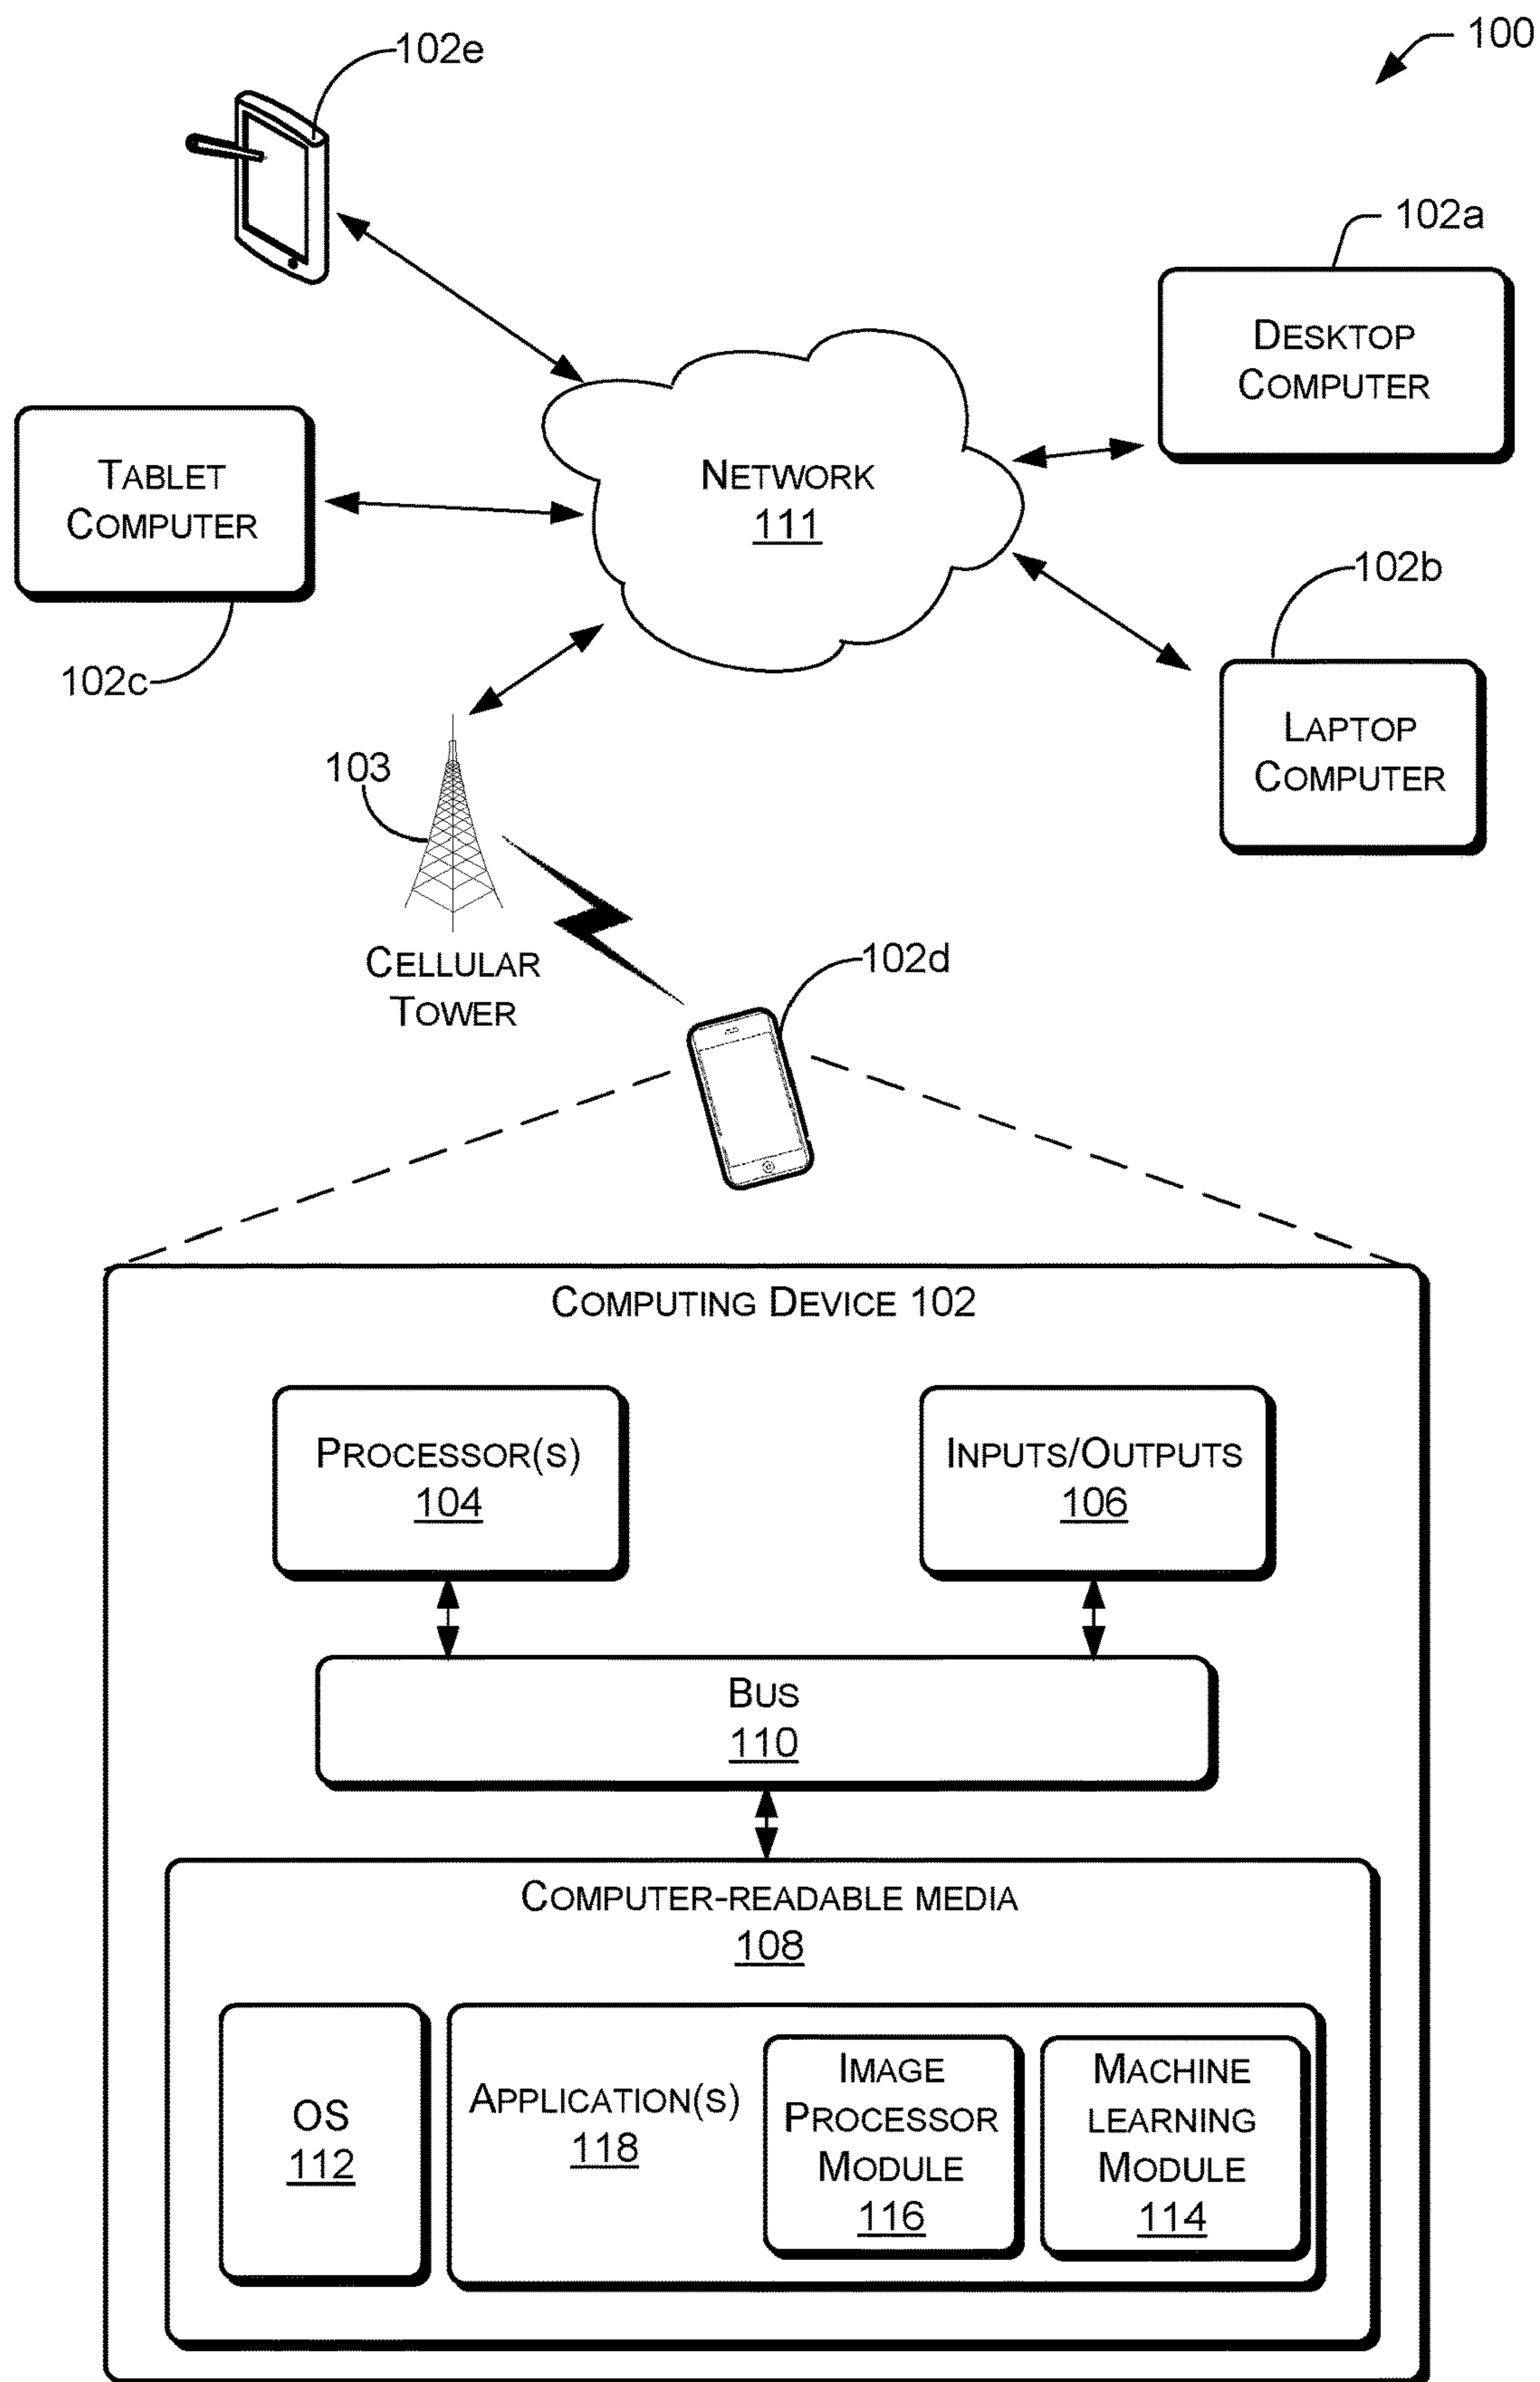 100
102e
102a
DESKTOP
COMPUTER
TABLET
COMPUTER
NETWORK
111
102b
102c
LAPTOP
COMPUTER
103
CELLULAR
TOWER
102d
COMPUTING DEVICE 102
PROCESSOR(S)
104
INPUTS/OUTPUTS
106
BUS
110
COMPUTER-READABLE MEDIA
108
OS
112
APPLICATION(S)
118
IMAGE
PROCESSOR
MODULE
116
MACHINE
LEARNING
MODULE
114